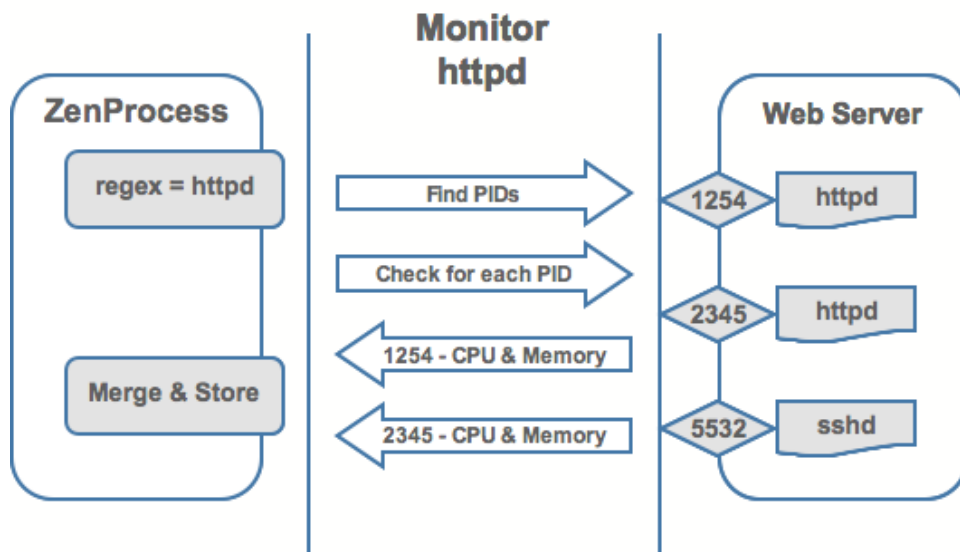 Monitor
httpd
ZenProcess
regex = httpd
Merge & Store
Find PIDs
Check for each PID
1254 - CPU & Memory
2345 - CPU & Memory
Web Server
1254
httpd
2345
httpd
5532
sshd